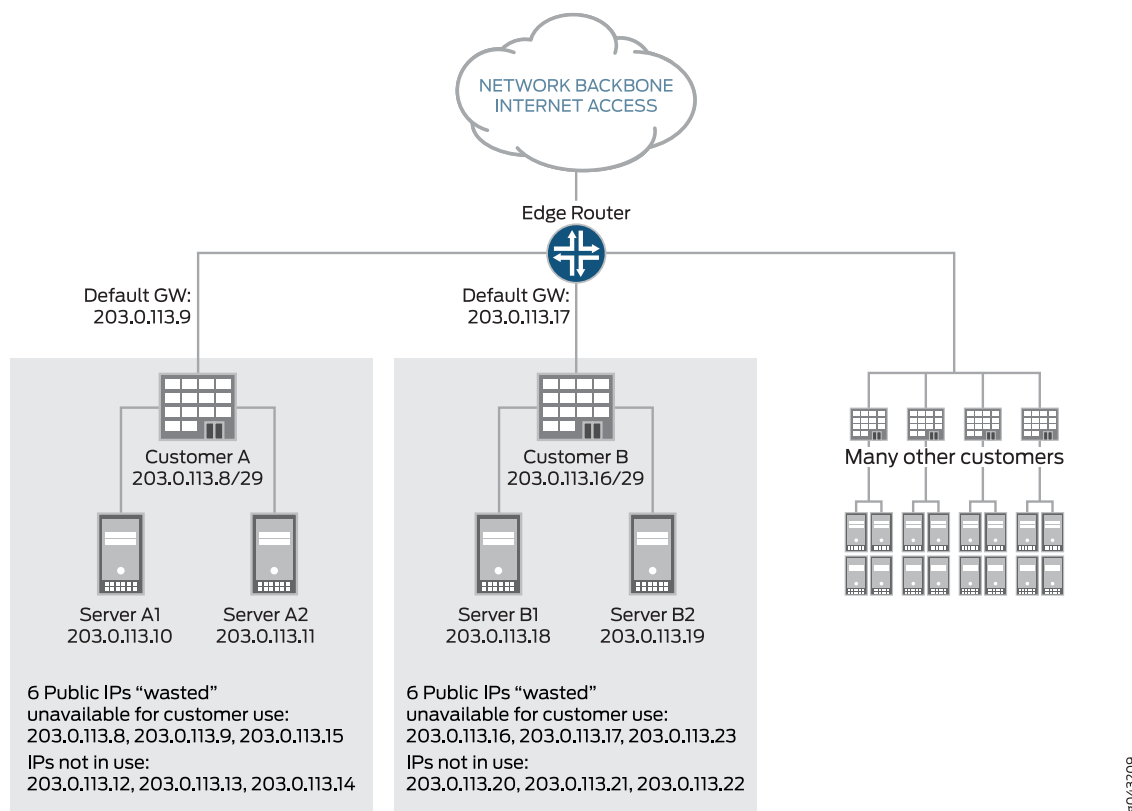 NETWORK BACKBONE
INTERNET ACCESS
Edge Router
Default GW:
203.0.113.9
Default GW:
203.0.113.17
Customer A
203.0.113.8/29
Customer B
203.0.113.16/29
Many other customers
Server A1
203.0.113.10
Server A2
203.0.113.11
Server B1
203.0.113.18
Server B2
203.0.113.19
6 Public IPs “wasted”
unavailable for customer use:
203.0.113.8, 203.0.113.9, 203.0.113.15
IPs not in use:
203.0.113.12, 203.0.113.13, 203.0.113.14
6 Public IPs “wasted”
unavailable for customer use:
203.0.113.16, 203.0.113.17, 203.0.113.23
IPs not in use:
203.0.113.20, 203.0.113.21, 203.0.113.22
g043209